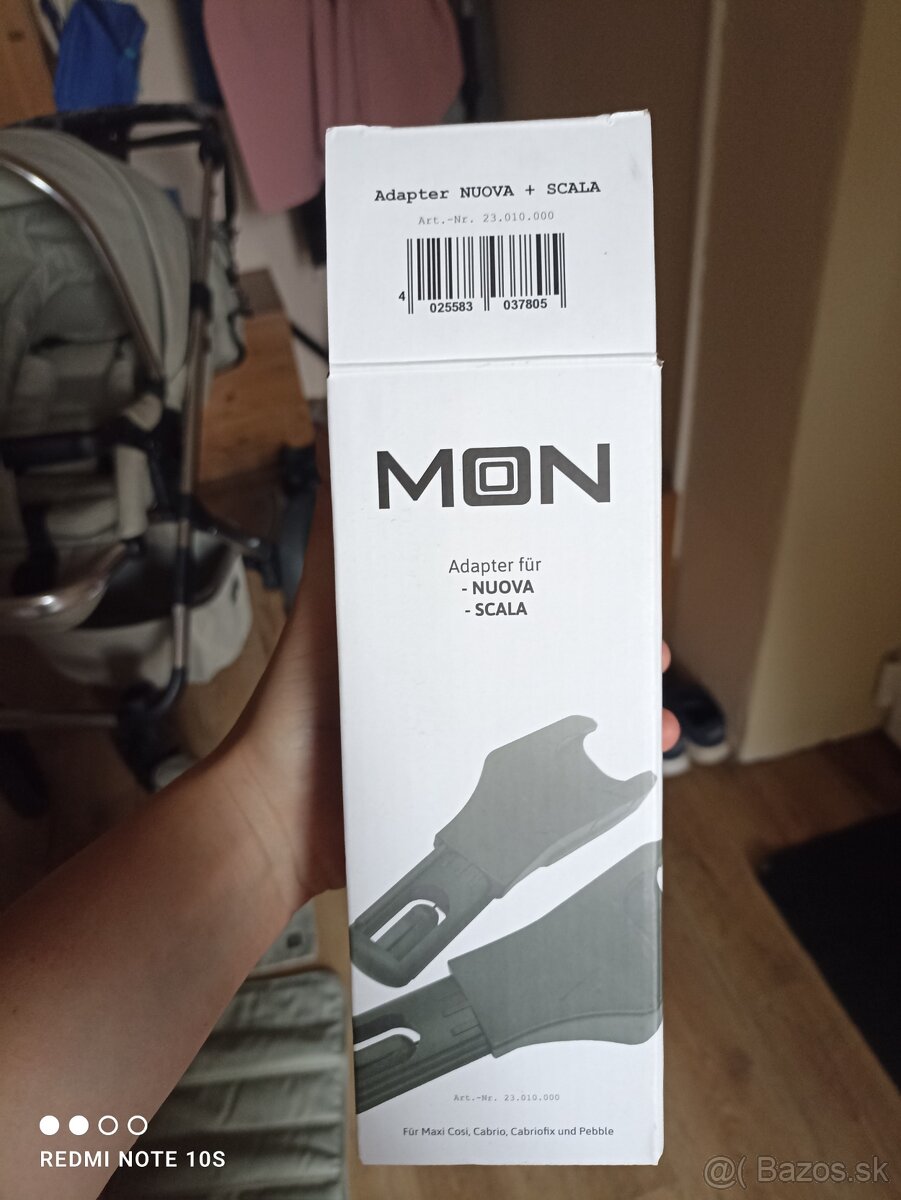 Adapter NUOVA + SCALA
Art.-Nr. 23.010.000
4 025583 037805
MON
Adapter für
- NUOVA
- SCALA
Art.-Nr. 23.010.000
Für Maxi Cosi, Cabrio, Cabriofix und Pebble
REDMI NOTE 10S
@( Bazos.sk